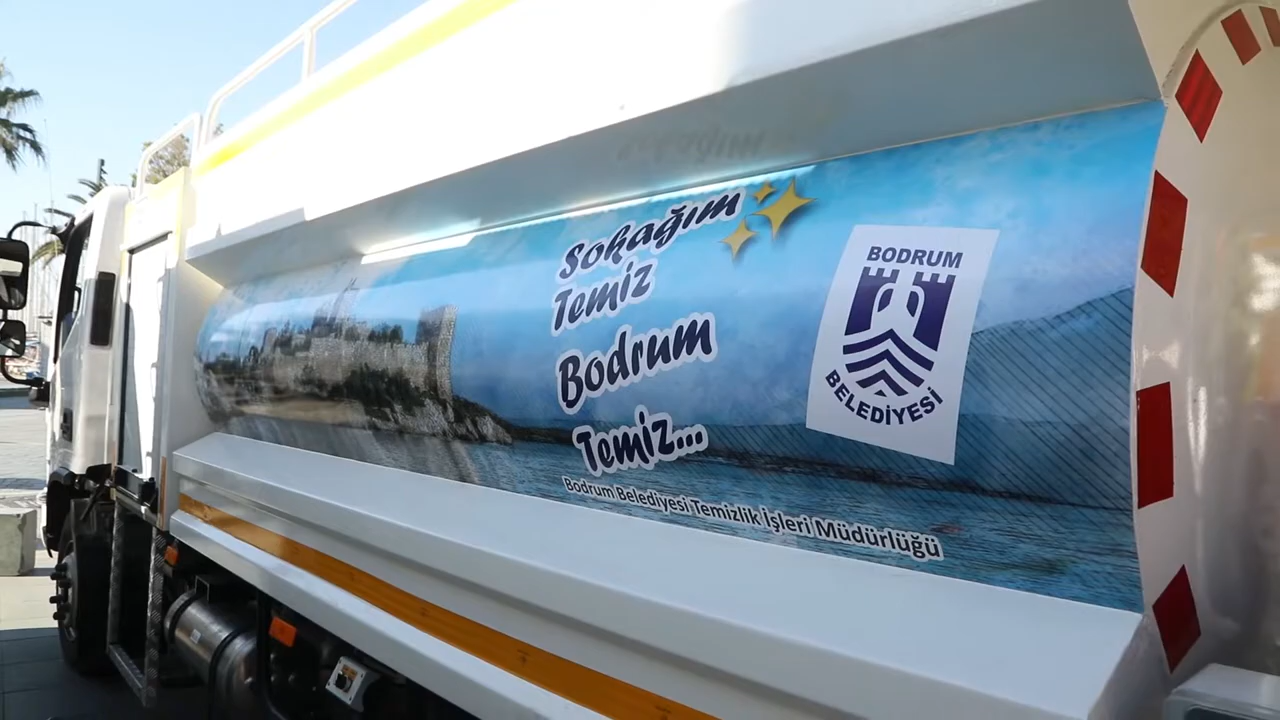 Sokağım
Temiz
Bodrum
Temiz...
Bodrum Belediyesi Temizlik İşleri Müdürlüğü
BODRUM
BELEDİYESİ